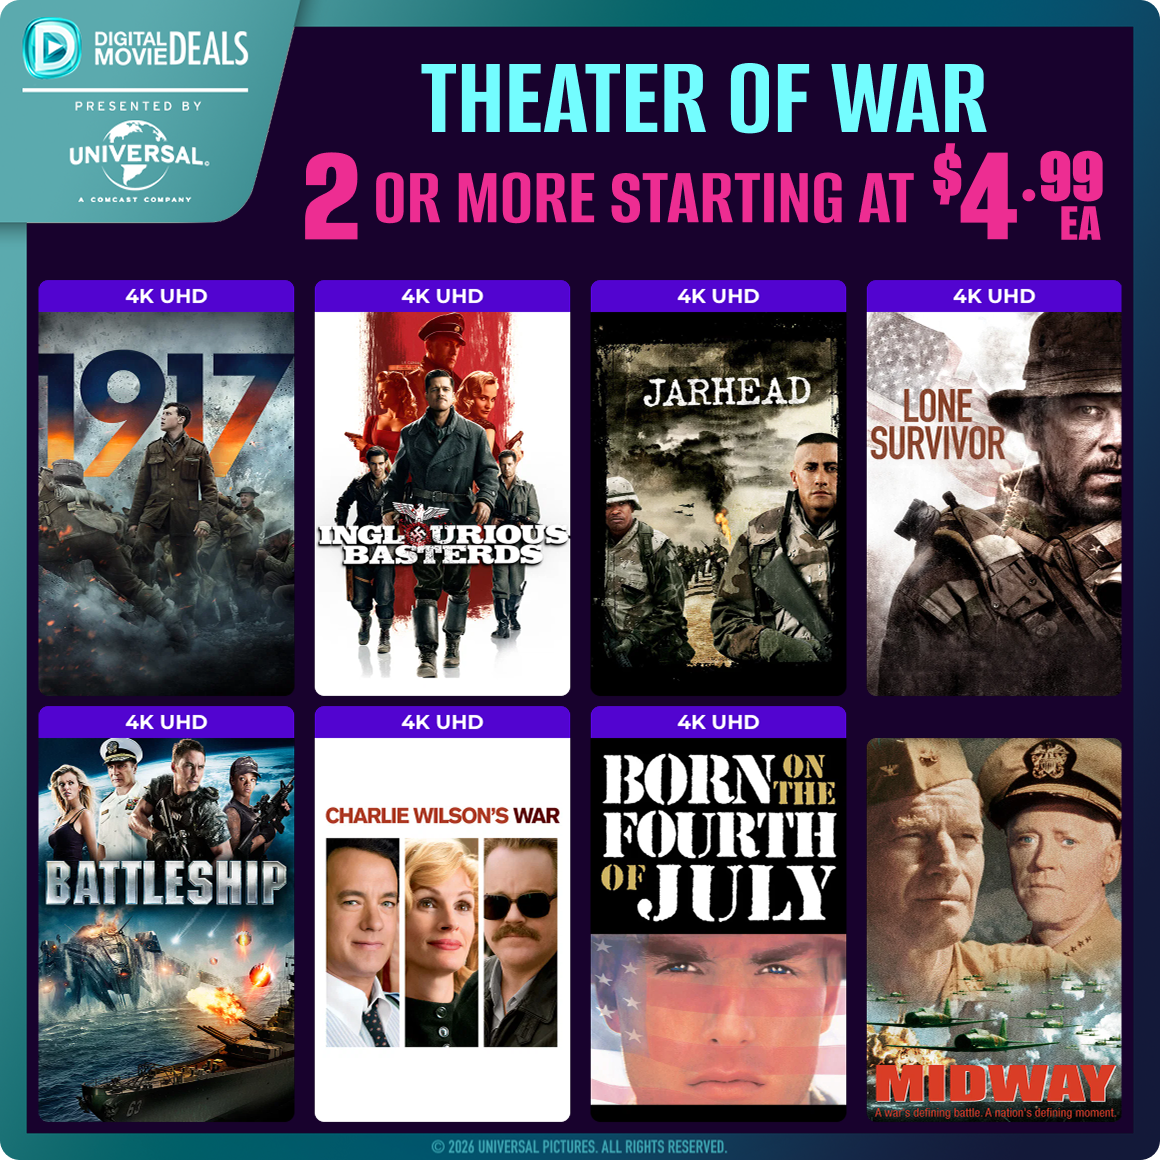 DIGITAL
MOVIE DEALS
PRESENTED BY
UNIVERSAL
A COMCAST COMPANY
THEATER OF WAR
2 OR MORE STARTING AT $4.99 EA
4K UHD
1917
4K UHD
INGLOURIOUS
BASTERDS
4K UHD
JARHEAD
4K UHD
LONE
SURVIVOR
4K UHD
BATTLESHIP
63
4K UHD
CHARLIE WILSON'S WAR
4K UHD
BORN ON THE
FOURTH
OF JULY
MIDWAY
A war's defining battle. A nation's defining moment.
© 2026 UNIVERSAL PICTURES. ALL RIGHTS RESERVED.